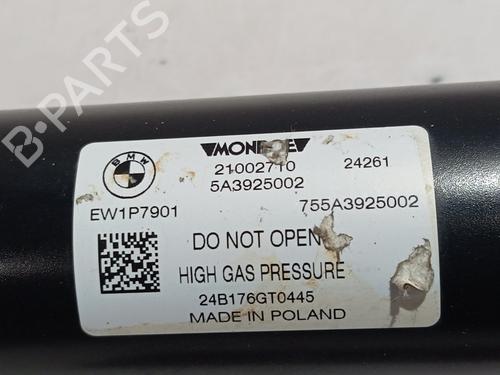 BMW
MONROE
21002710 24261
5A3925002
EW1P7901 755A3925002
DO NOT OPEN
HIGH GAS PRESSURE
24B176GT0445
MADE IN POLAND
B-PARTS